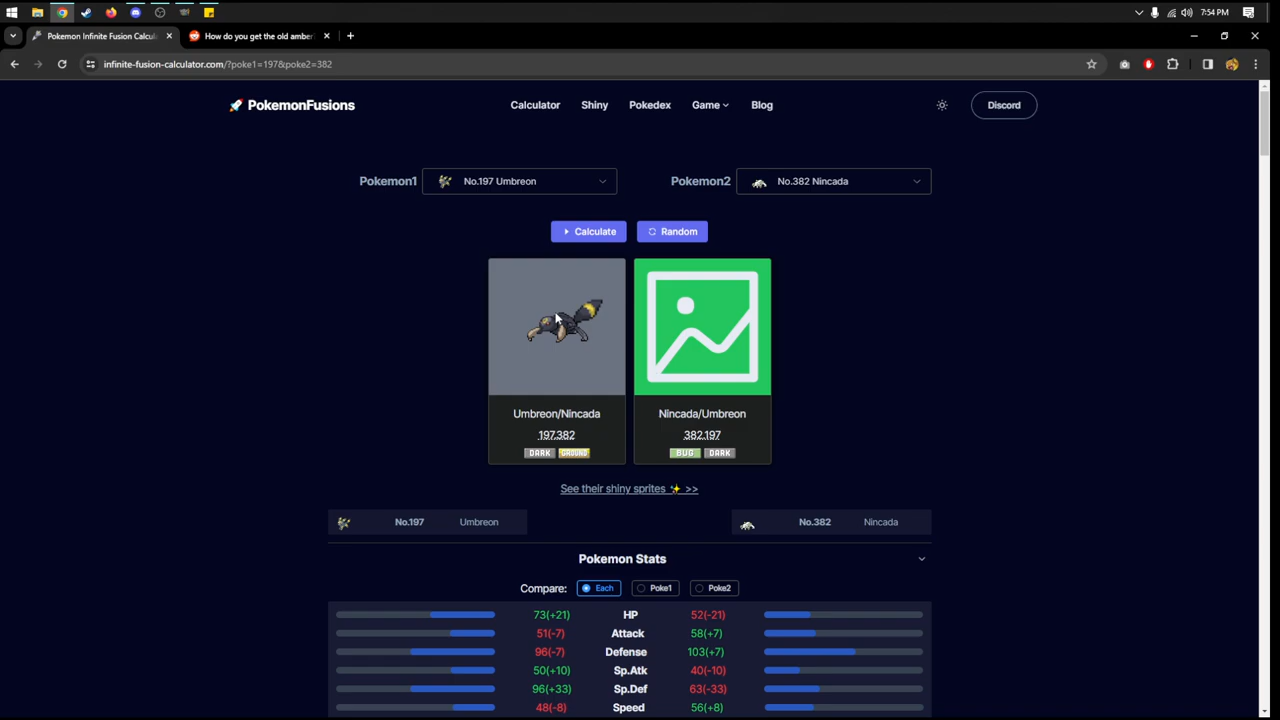 7:54 PM
Pokemon Infinite Fusion Calcula
How do you get the old amber
infinite-fusion-calculator.com/?poke1=197&poke2=382
PokemonFusions
Calculator Shiny Pokedex Game Blog
Discord
Pokemon1 No.197 Umbreon Pokemon2 No.382 Nincada
Calculate Random
Umbreon/Nincada Nincada/Umbreon
197.382 382.197
DARK GROUND BUG DARK
See their shiny sprites ✨ >>
No.197 Umbreon No.382 Nincada
Pokemon Stats
Compare: Each Poke1 Poke2
73(+21) HP 52(-21)
51(-7) Attack 58(+7)
96(-7) Defense 103(+7)
50(+10) Sp.Atk 40(-10)
96(+33) Sp.Def 63(-33)
48(-8) Speed 56(+8)